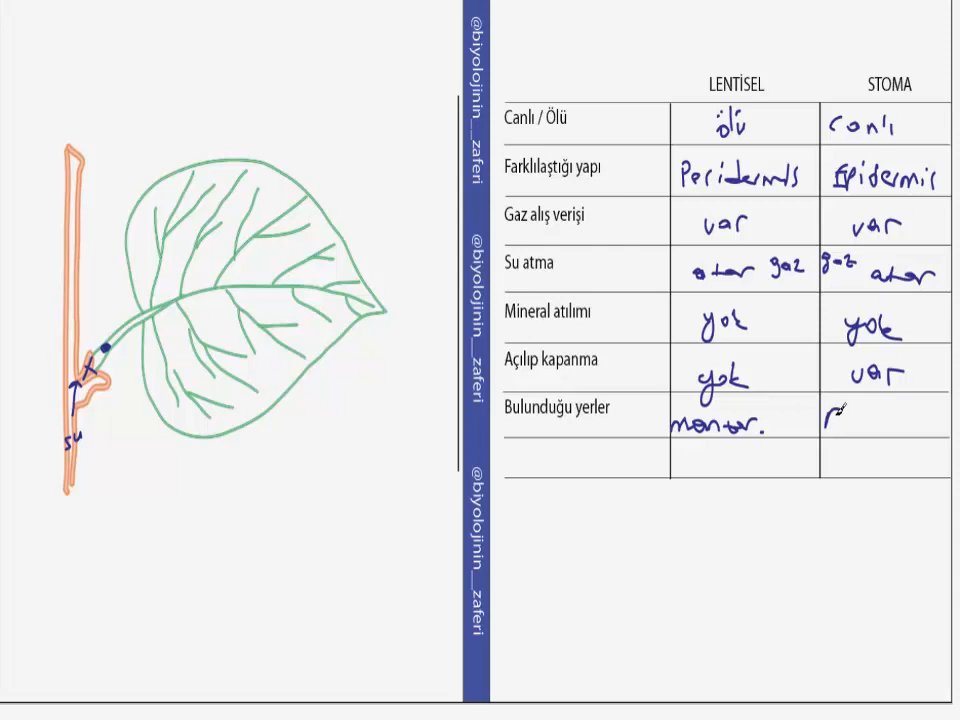 su
x
@biyolojinin__zaferi
@biyolojinin__zaferi
@biyolojinin__zaferi
LENTİSEL STOMA
Canlı / Ölü ölü canlı
Farklılaştığı yapı Peridermis Epidermis
Gaz alış verişi var var
Su atma atar gaz gaz atar
Mineral atılımı yok yok
Açılıp kapanma yok var
Bulunduğu yerler mantar.